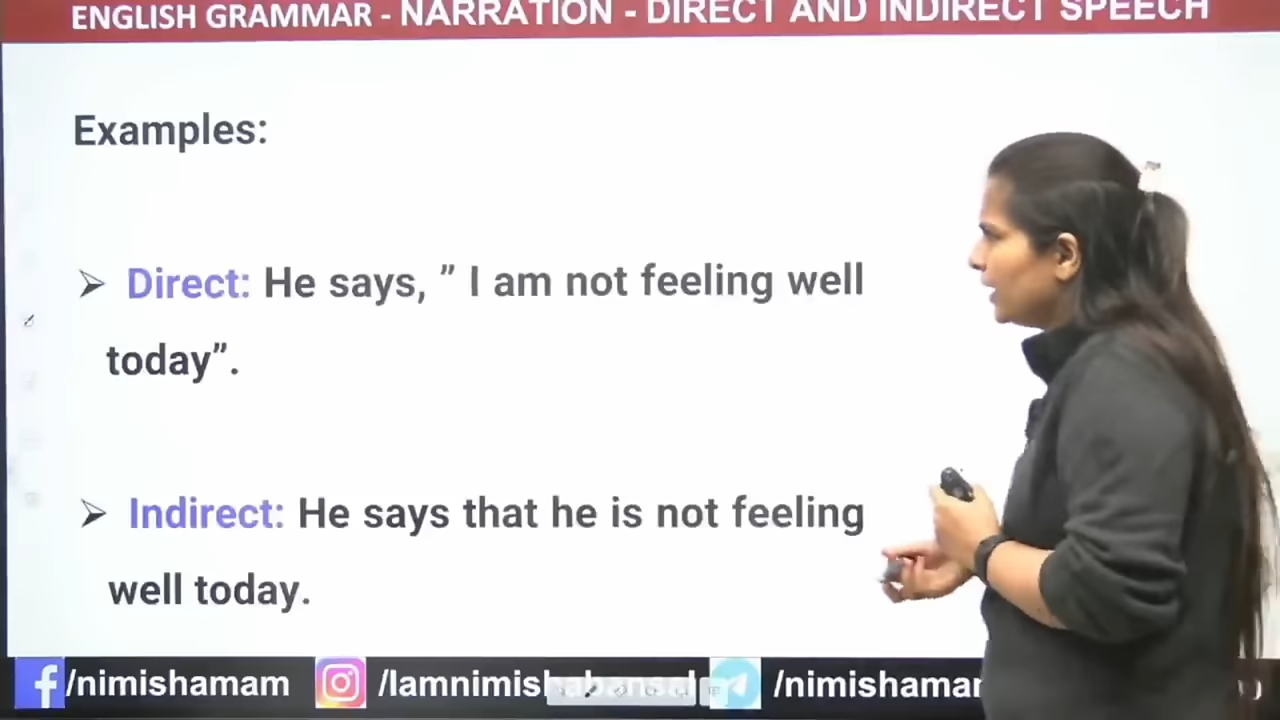 ENGLISH GRAMMAR - NARRATION - DIRECT AND INDIRECT SPEECH
Examples:
➢ Direct: He says, ” I am not feeling well
today”.
➢ Indirect: He says that he is not feeling
well today.
/nimishamam /Iamnimishabansal /nimishamam